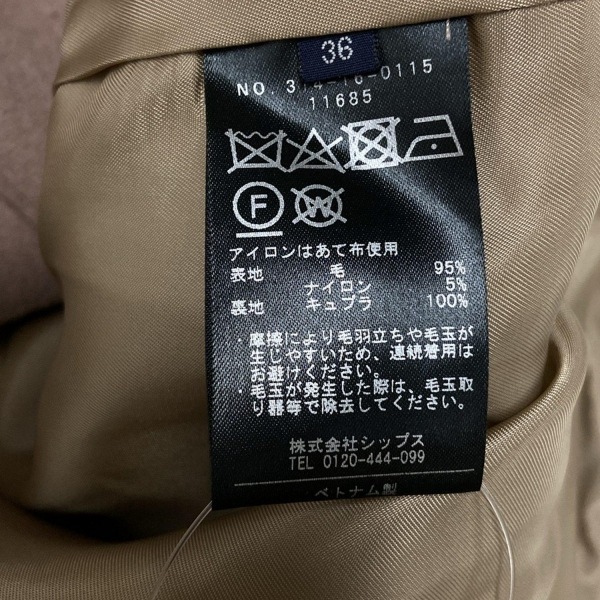 36
11685
F W
アイロンはあて布使用
表地 毛 95%
ナイロン 5%
裏地 キュプラ 100%
・摩擦により毛羽立ちや毛玉が
生じやすいため、連続着用は
お避けください。
・毛玉が発生した際は、毛玉取
り器等で除去してください。
株式会社シップス
TEL 0120-444-099
ベトナム製